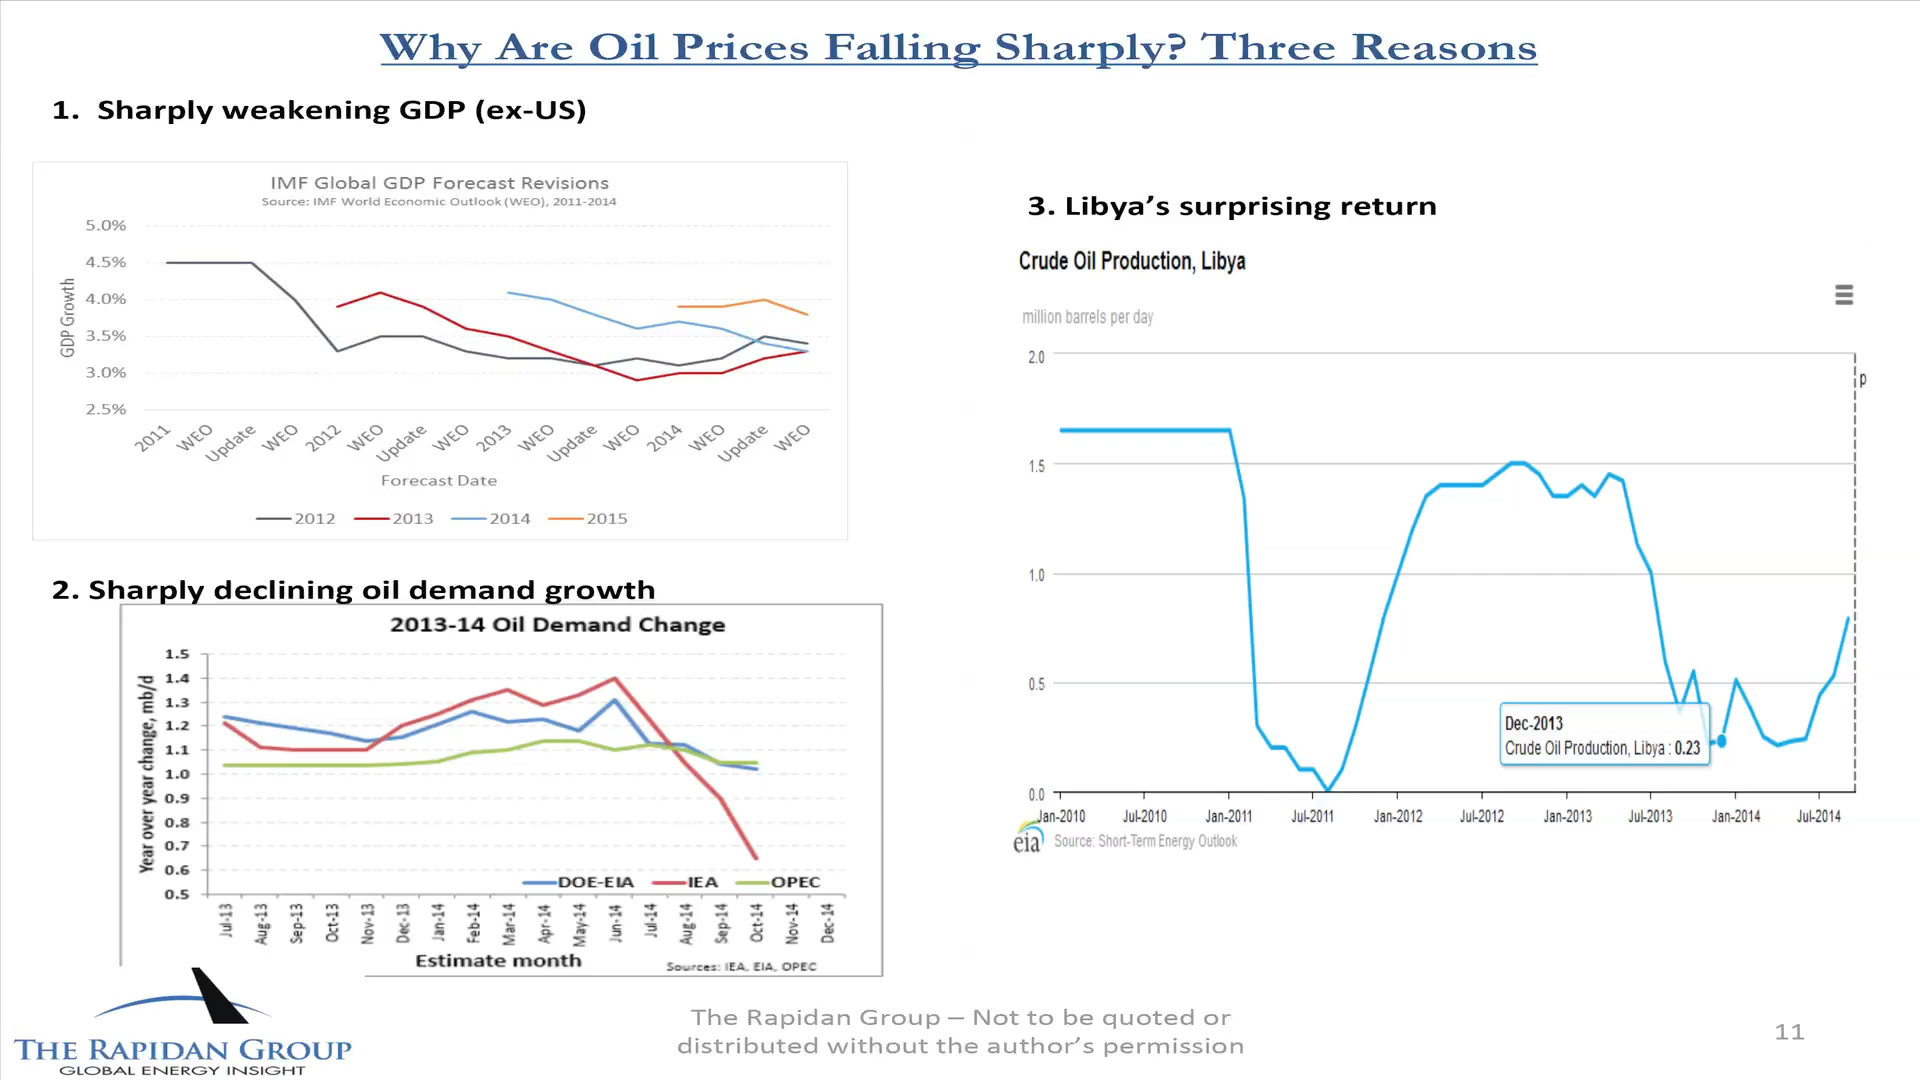 Why Are Oil Prices Falling Sharply? Three Reasons
1. Sharply weakening GDP (ex-US)
IMF Global GDP Forecast Revisions
Source: IMF World Economic Outlook (WEO), 2011-2014
GDP Growth
5.0%
4.5%
4.0%
3.5%
3.0%
2.5%
2011 WEO Update WEO 2012 WEO Update WEO 2013 WEO Update WEO 2014 WEO Update WEO
Forecast Date
2012 2013 2014 2015
2. Sharply declining oil demand growth
2013-14 Oil Demand Change
Year over year change, mb/d
1.5
1.4
1.3
1.2
1.1
1.0
0.9
0.8
0.7
0.6
0.5
DOE-EIA IEA OPEC
Jul-13 Aug-13 Sep-13 Oct-13 Nov-13 Dec-13 Jan-14 Feb-14 Mar-14 Apr-14 May-14 Jun-14 Jul-14 Aug-14 Sep-14 Oct-14 Nov-14 Dec-14
Estimate month
Sources: IEA, EIA, OPEC
3. Libya’s surprising return
Crude Oil Production, Libya
million barrels per day
2.0
p
1.5
1.0
0.5
Dec-2013
Crude Oil Production, Libya : 0.23
0.0
Jan-2010 Jul-2010 Jan-2011 Jul-2011 Jan-2012 Jul-2012 Jan-2013 Jul-2013 Jan-2014 Jul-2014
eia Source: Short-Term Energy Outlook
THE RAPIDAN GROUP
GLOBAL ENERGY INSIGHT
The Rapidan Group – Not to be quoted or
distributed without the author’s permission
11